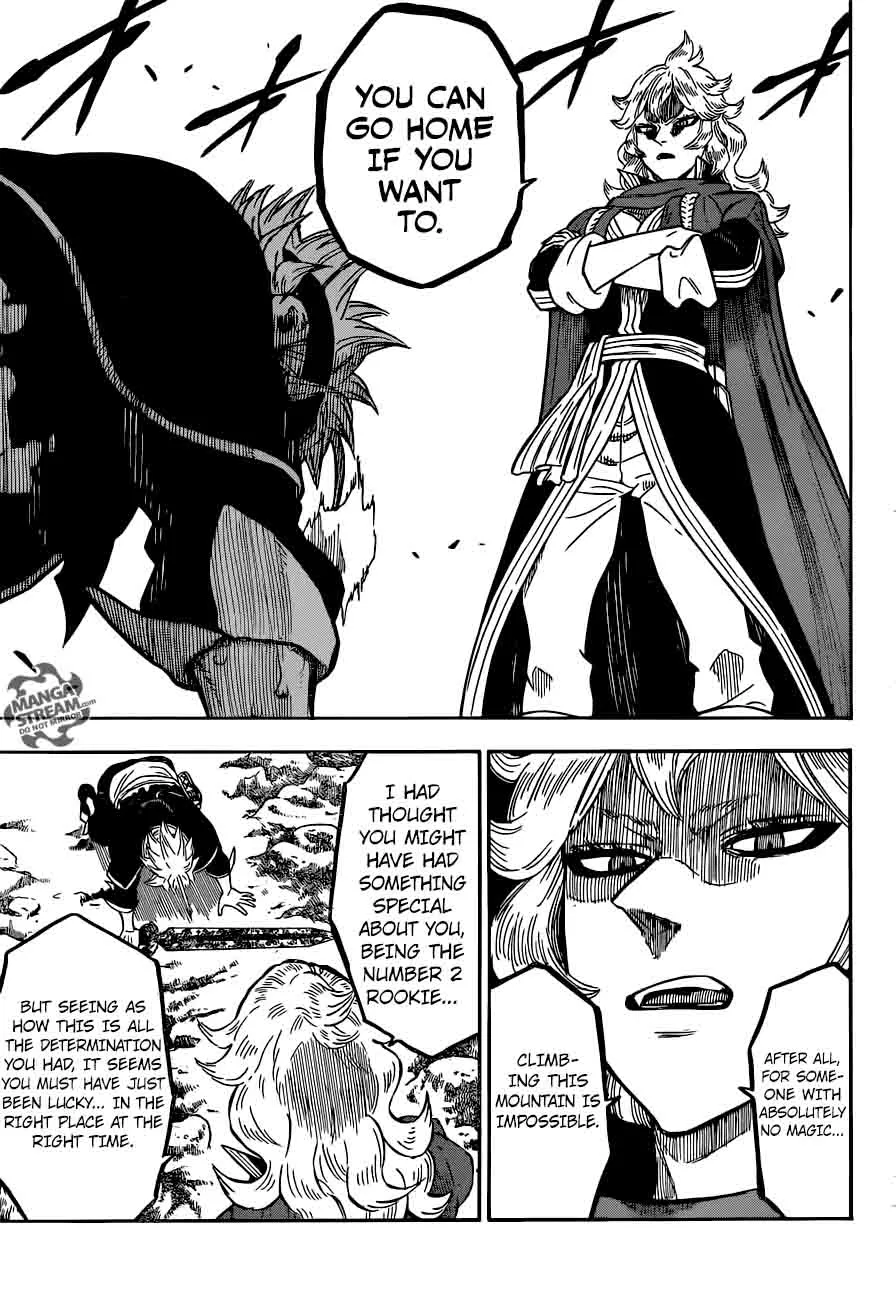 YOU CAN
GO HOME
IF YOU
WANT
TO.
AFTER ALL,
FOR SOME-
ONE WITH
ABSOLUTELY
NO MAGIC...
CLIMB-
ING THIS
MOUNTAIN IS
IMPOSSIBLE.
I HAD
THOUGHT
YOU MIGHT
HAVE HAD
SOMETHING
SPECIAL
ABOUT YOU,
BEING THE
NUMBER 2
ROOKIE...
BUT SEEING AS
HOW THIS IS ALL
THE DETERMINATION
YOU HAD, IT SEEMS
YOU MUST HAVE JUST
BEEN LUCKY... IN THE
RIGHT PLACE AT THE
RIGHT TIME.
MANGA
STREAM.com
DO NOT MIRROR